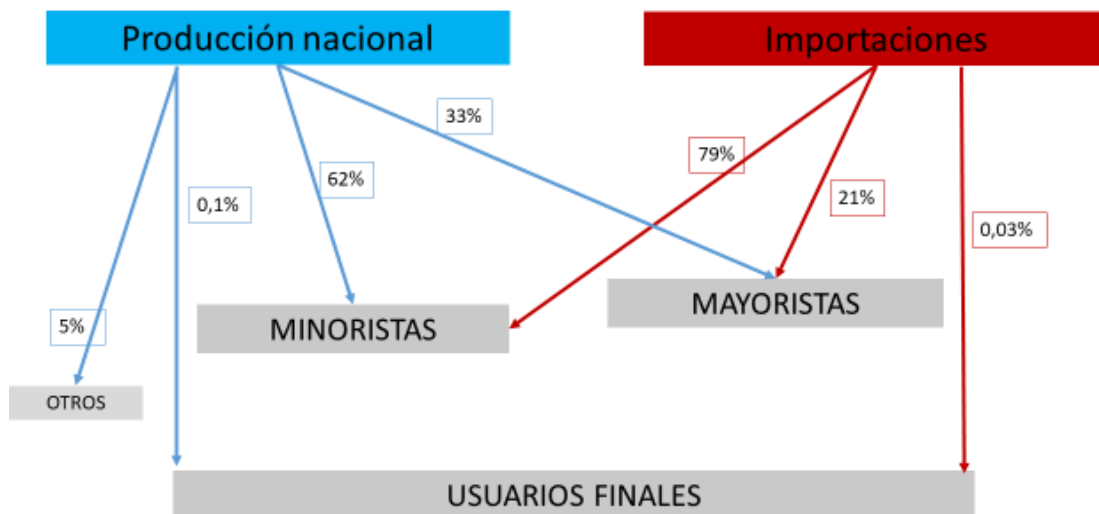 Producción nacional
Importaciones
33%
79%
62%
0,1%
21%
0,03%
MAYORISTAS
MINORISTAS
5%
OTROS
USUARIOS FINALES